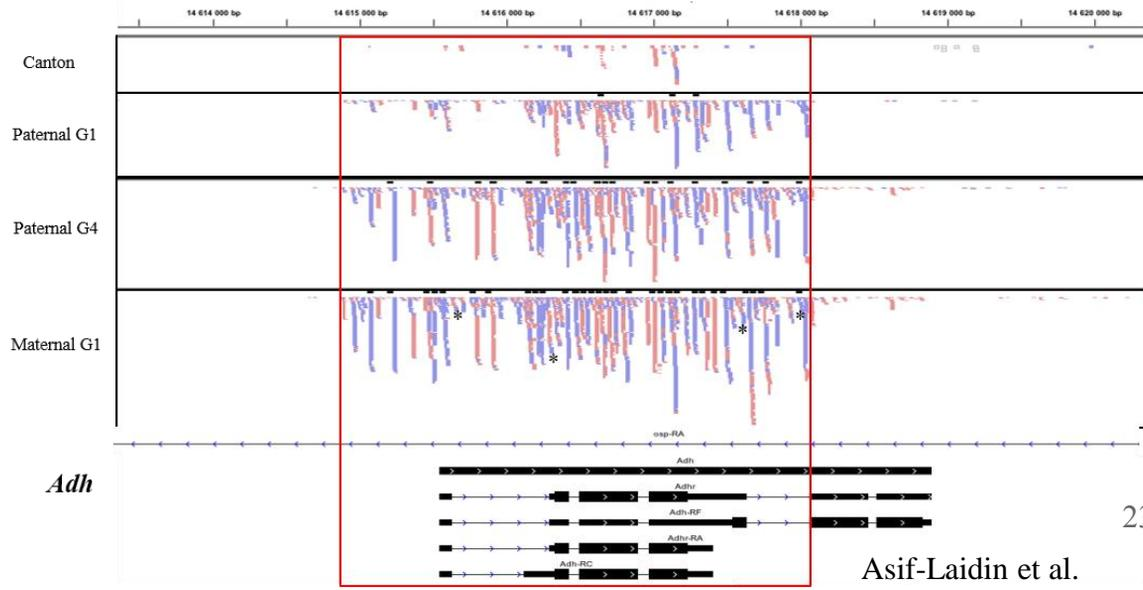 14 614 000 bp 14 615 000 bp 14 616 000 bp 14 617 000 bp 14 618 000 bp 14 619 000 bp 14 620 000 bp
Canton
Paternal G1
Paternal G4
Maternal G1
* * * *
osp-RA
Adh
Adh
Adhr
Adh-RF
Adhr-RA
Adh-RC
23
Asif-Laidin et al.